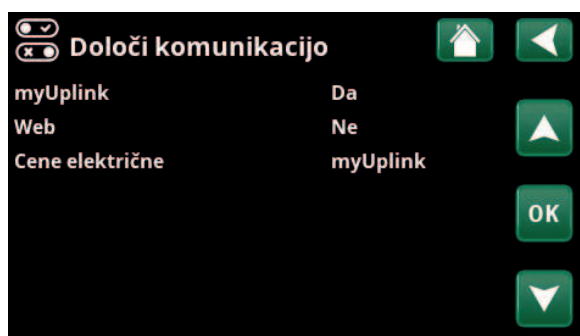 Določi komunikacijo
myUplink Da
Web Ne
Cene električne myUplink
OK